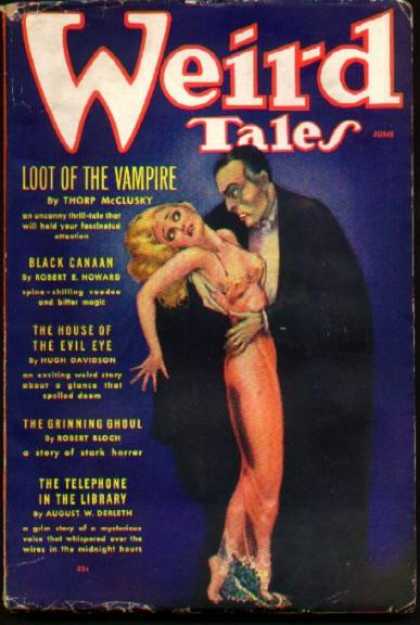 Weird
Tales
JUNE
LOOT OF THE VAMPIRE
By THORP McCLUSKY
an uncanny thrill-tale that
will hold your fascinated
attention
BLACK CANAAN
By ROBERT E. HOWARD
spine-chilling voodoo
and bitter magic
THE HOUSE OF
THE EVIL EYE
By HUGH DAVIDSON
an exciting weird story
about a glance that
spelled doom
THE GRINNING GHOUL
By ROBERT BLOCH
a story of stark horror
THE TELEPHONE
IN THE LIBRARY
By AUGUST W. DERLETH
a grim story of a mysterious
voice that whispered over the
wires in the midnight hours
25c